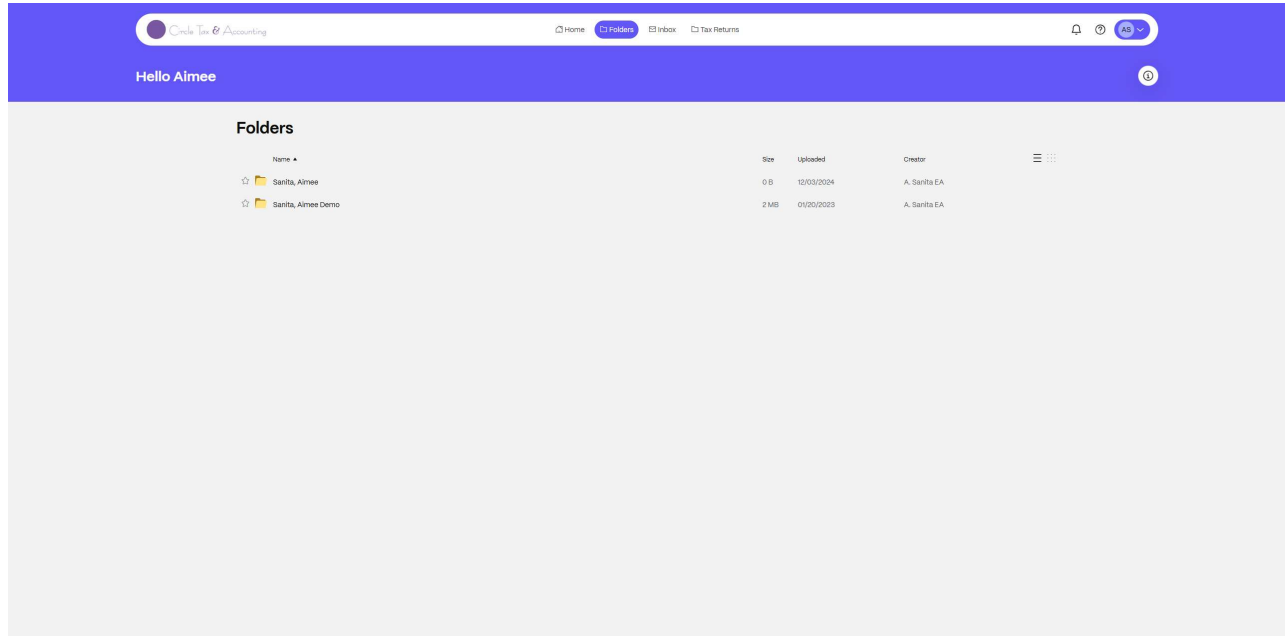 Circle Tax & Accounting
Home Folders Inbox Tax Returns
AS
Hello Aimee
Folders
Name Size Uploaded Creator
Sanita, Aimee 0 B 12/03/2024 A. Sanita EA
Sanita, Aimee Demo 2 MB 01/20/2023 A. Sanita EA